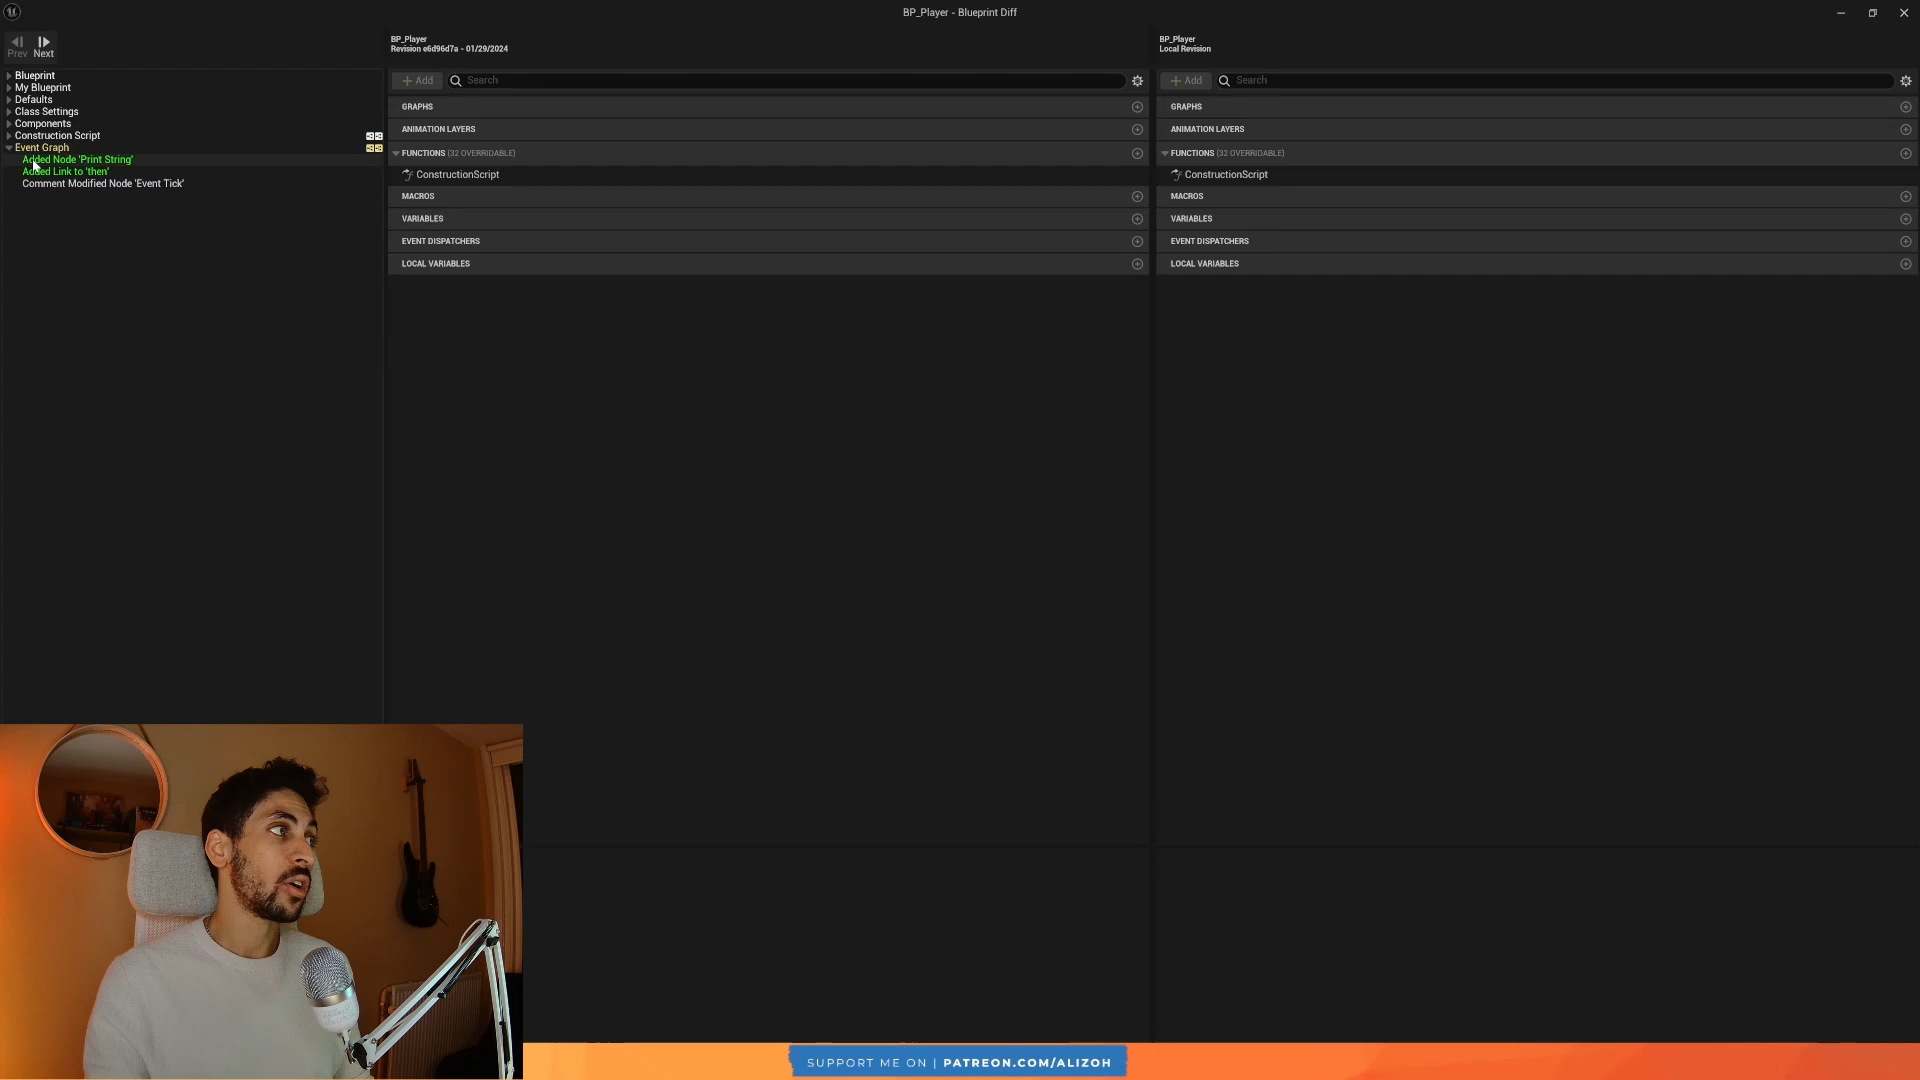 BP_Player - Blueprint Diff
Prev
Next
Blueprint
My Blueprint
Defaults
Class Settings
Components
Construction Script
Event Graph
Added Node 'Print String'
Added Link to 'then'
Comment Modified Node 'Event Tick'
BP_Player
Revision e6d96d7a - 01/29/2024
+ Add
Search
GRAPHS
ANIMATION LAYERS
FUNCTIONS (32 OVERRIDABLE)
ConstructionScript
MACROS
VARIABLES
EVENT DISPATCHERS
LOCAL VARIABLES
BP_Player
Local Revision
+ Add
Search
GRAPHS
ANIMATION LAYERS
FUNCTIONS (32 OVERRIDABLE)
ConstructionScript
MACROS
VARIABLES
EVENT DISPATCHERS
LOCAL VARIABLES
SUPPORT ME ON | PATREON.COM/ALIZOH